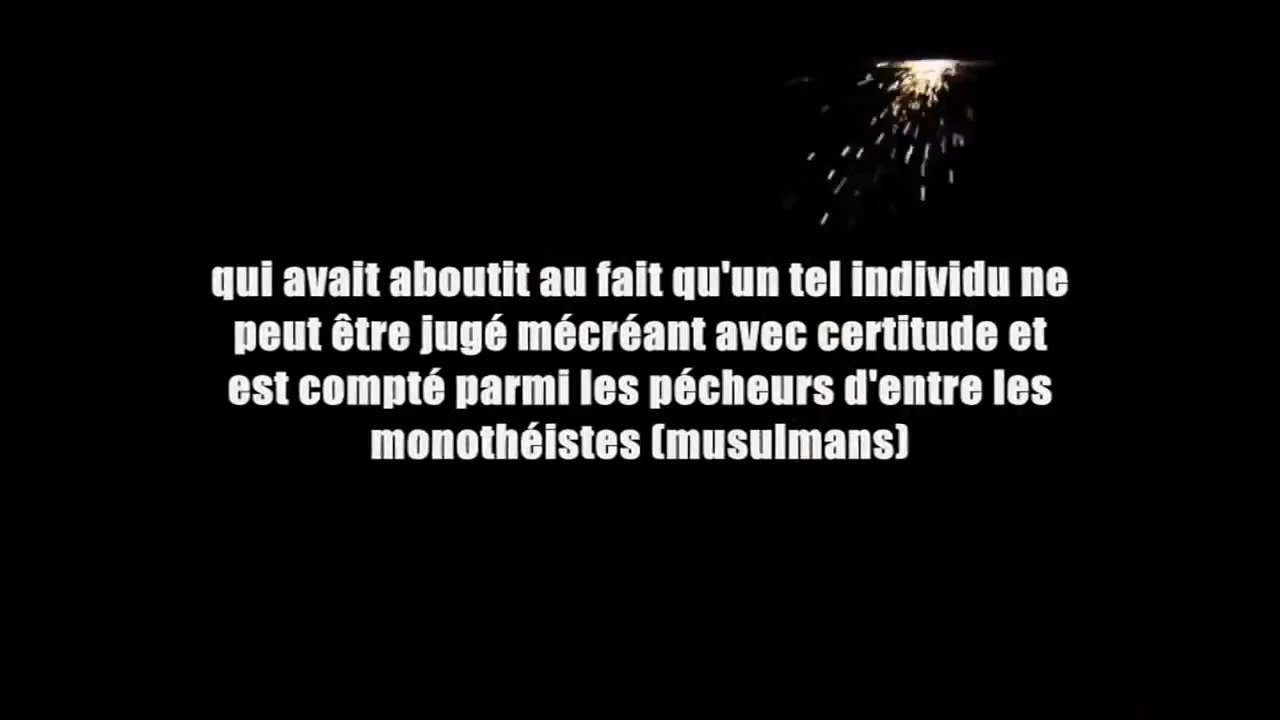 qui avait aboutit au fait qu'un tel individu ne
peut être jugé mécréant avec certitude et
est compté parmi les pécheurs d'entre les
monothéistes (musulmans)